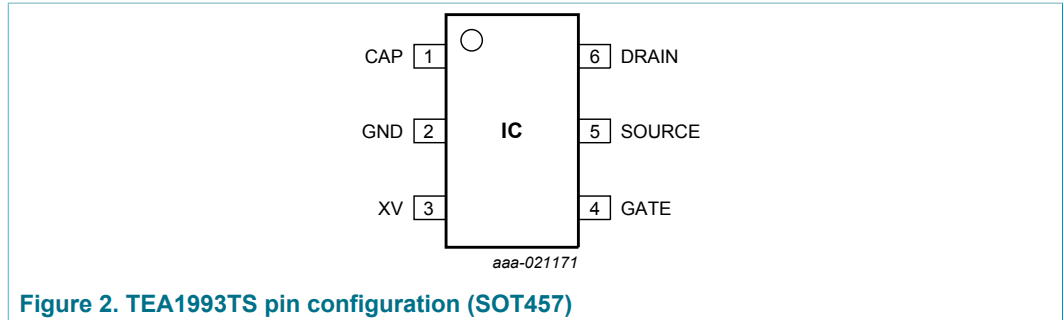 CAP 1 6 DRAIN
GND 2 IC 5 SOURCE
XV 3 4 GATE
aaa-021171
Figure 2. TEA1993TS pin configuration (SOT457)